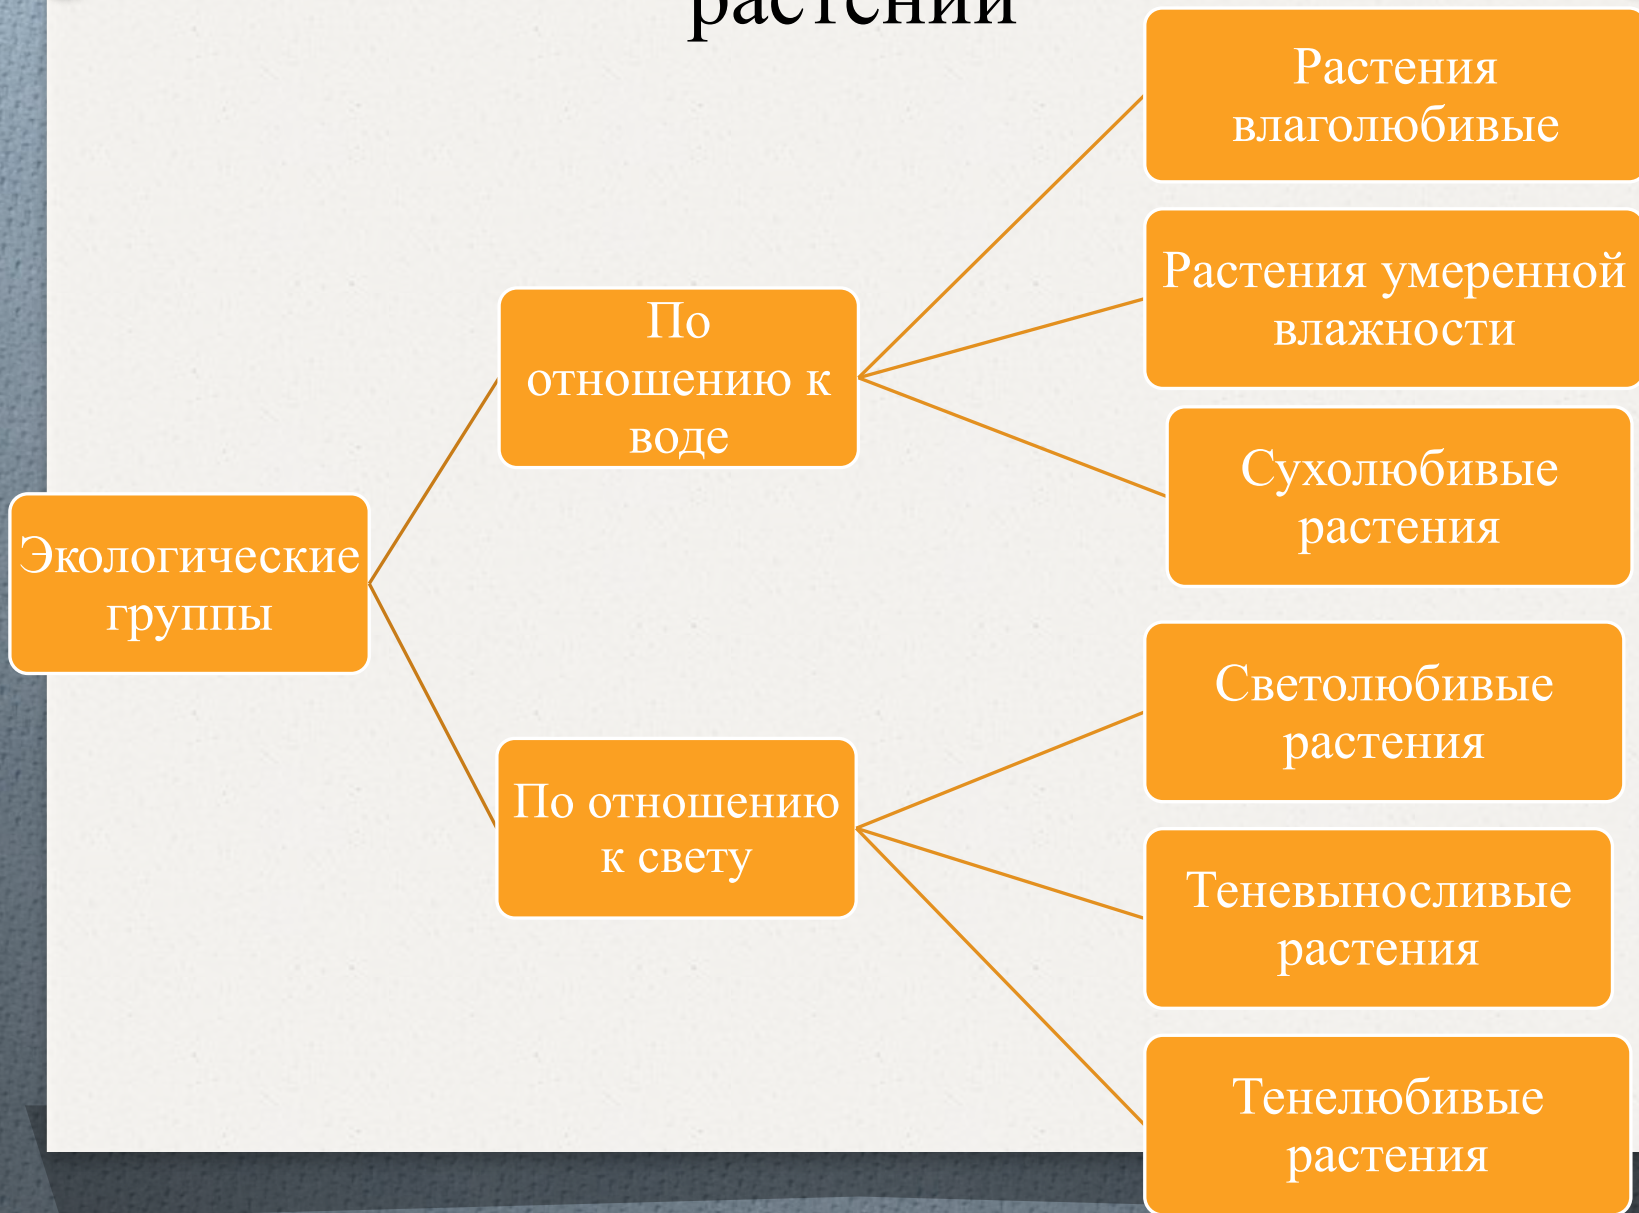 растений
Растения
влаголюбивые
Растения умеренной
влажности
По
отношению к
воде
Сухолюбивые
растения
Экологические
группы
Светолюбивые
растения
По отношению
к свету
Теневыносливые
растения
Тенелюбивые
растения